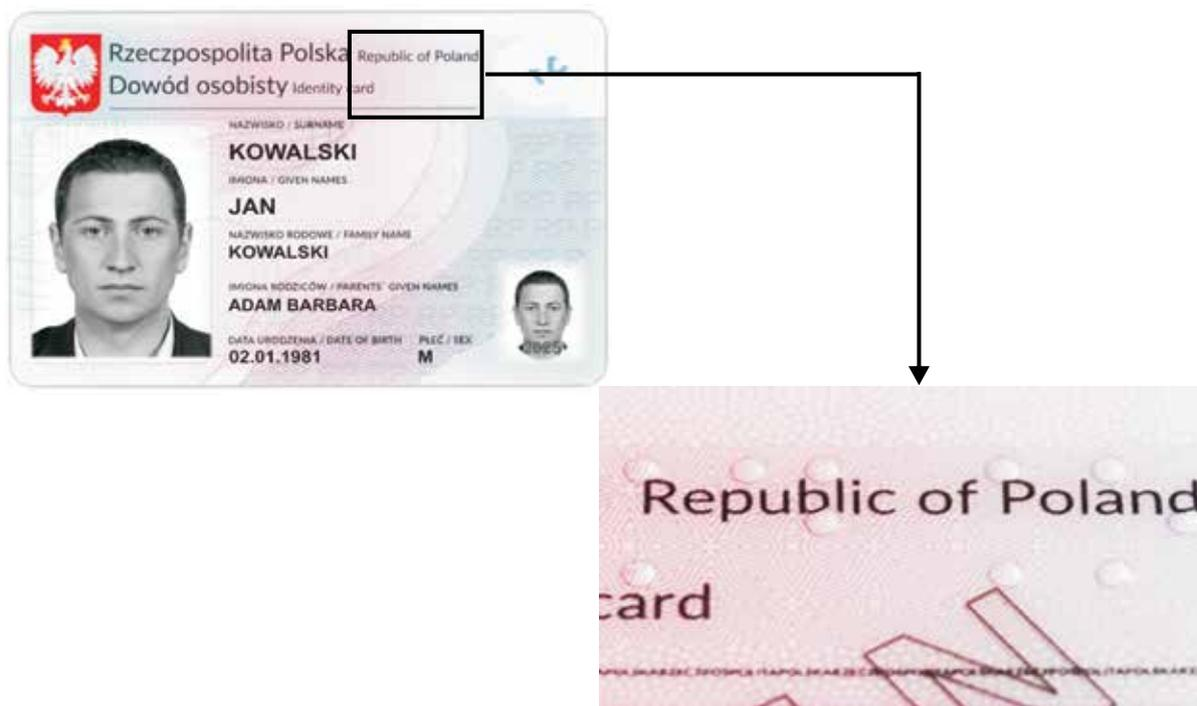 Rzeczpospolita Polska Republic of Poland
Dowód osobisty Identity card
NAZWISKO / SURNAME
KOWALSKI
IMIONA / GIVEN NAMES
JAN
NAZWISKO RODOWE / FAMILY NAME
KOWALSKI
IMIONA RODZICÓW / PARENTS' GIVEN NAMES
ADAM BARBARA
DATA URODZENIA / DATE OF BIRTH PŁEĆ / SEX
02.01.1981 M
Republic of Poland
card